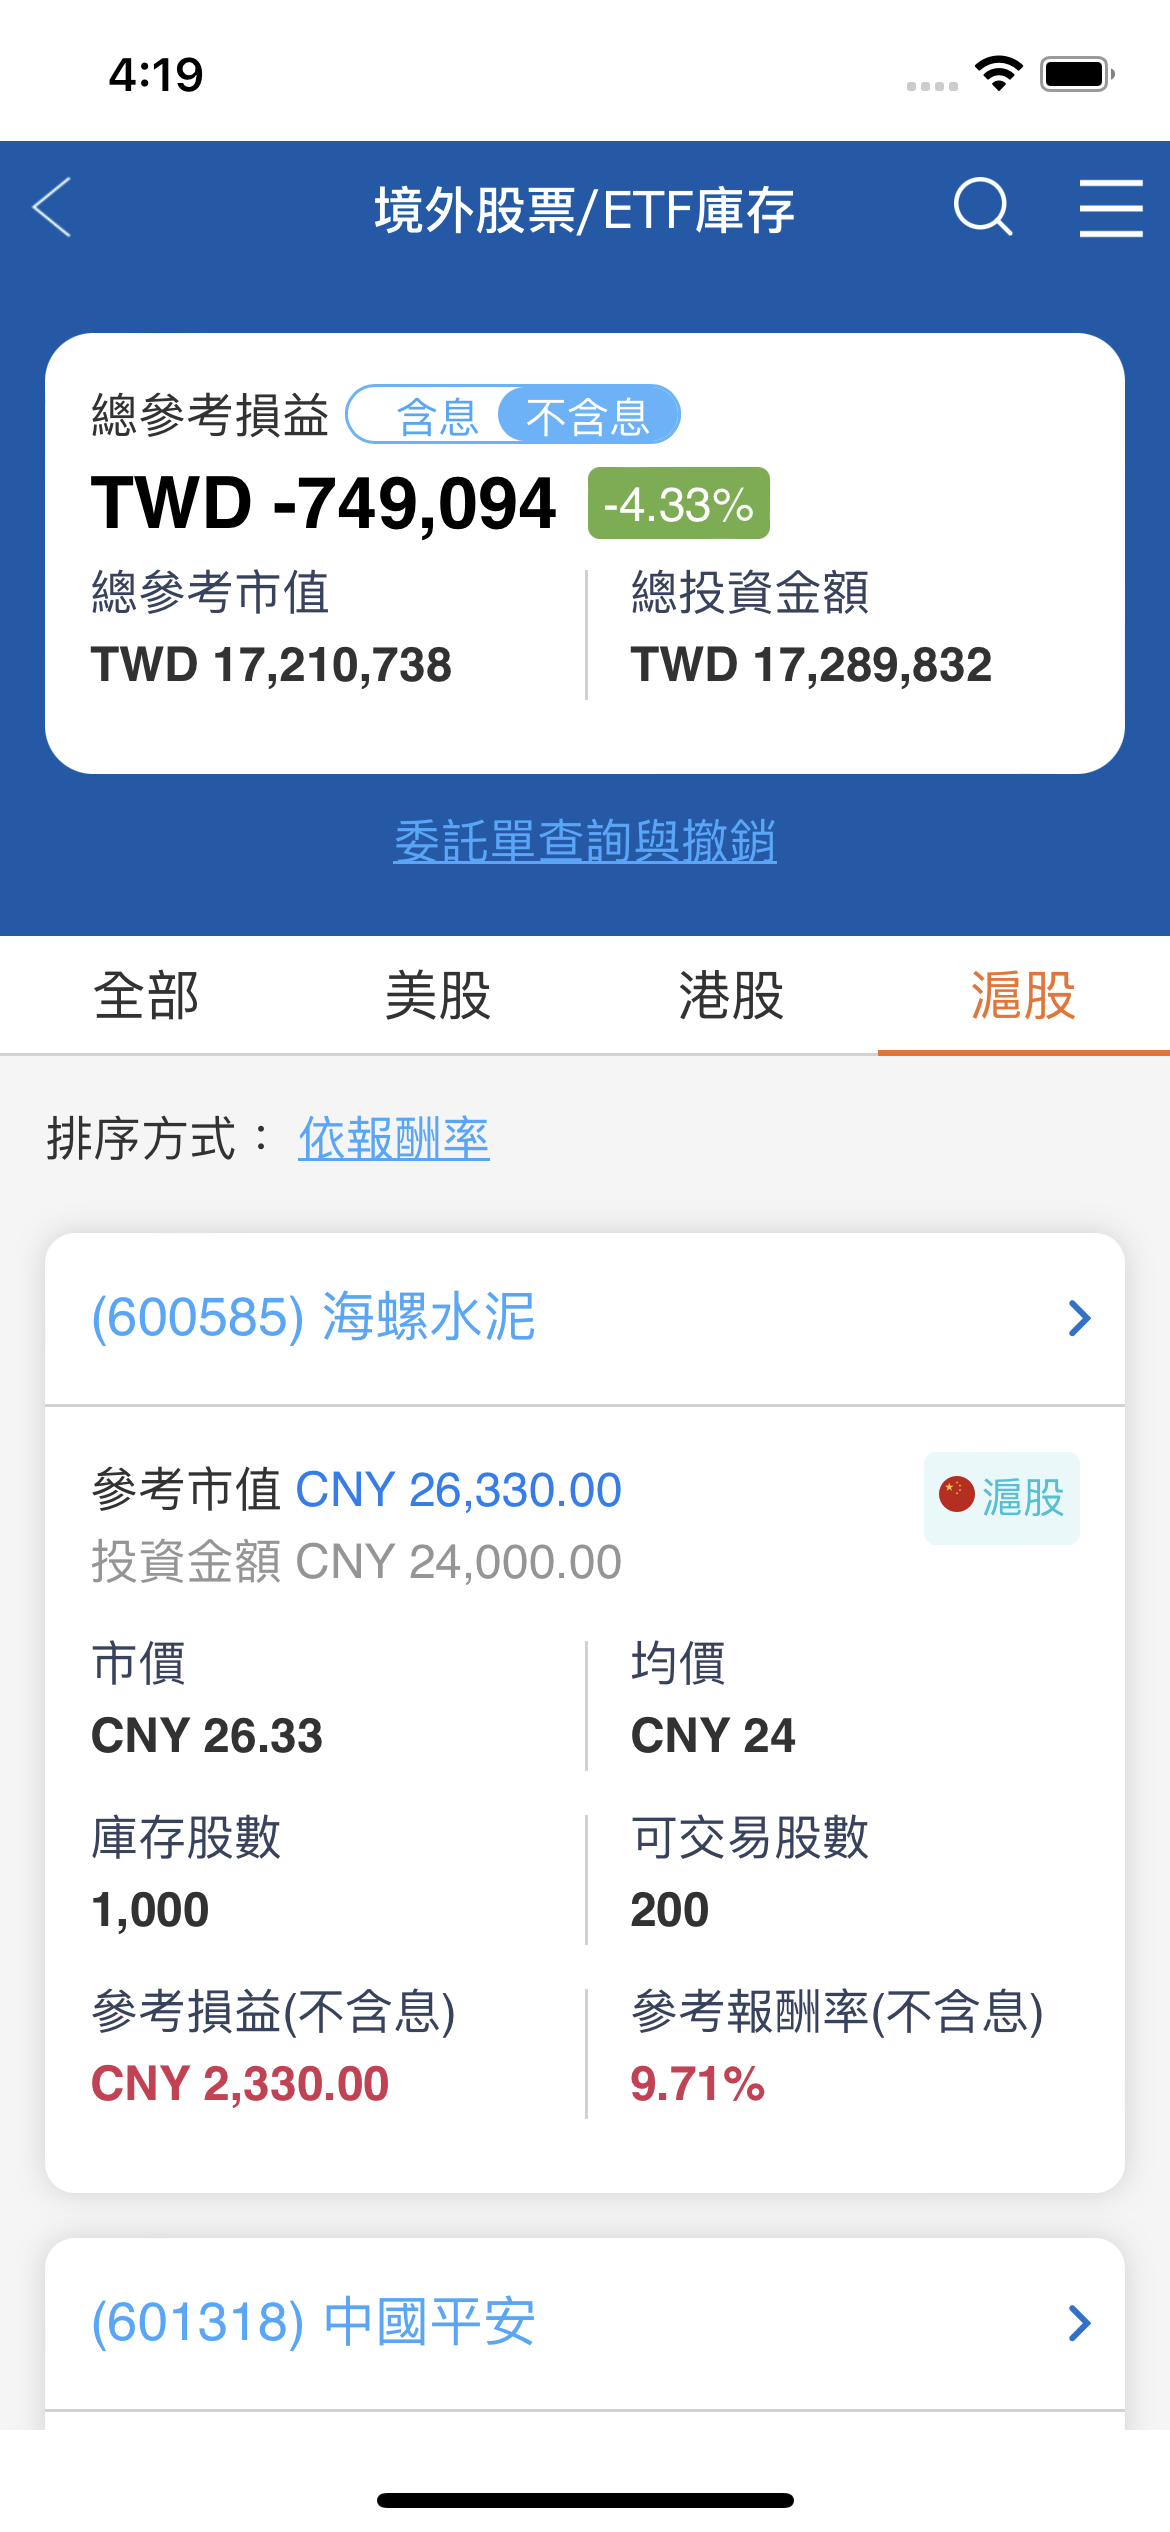 4:19
境外股票/ETF庫存
總參考損益 含息 不含息
TWD -749,094 -4.33%
總參考市值 總投資金額
TWD 17,210,738 TWD 17,289,832
委託單查詢與撤銷
全部 美股 港股 滬股
排序方式： 依報酬率
(600585) 海螺水泥
參考市值 CNY 26,330.00 滬股
投資金額 CNY 24,000.00
市價 均價
CNY 26.33 CNY 24
庫存股數 可交易股數
1,000 200
參考損益(不含息) 參考報酬率(不含息)
CNY 2,330.00 9.71%
(601318) 中國平安